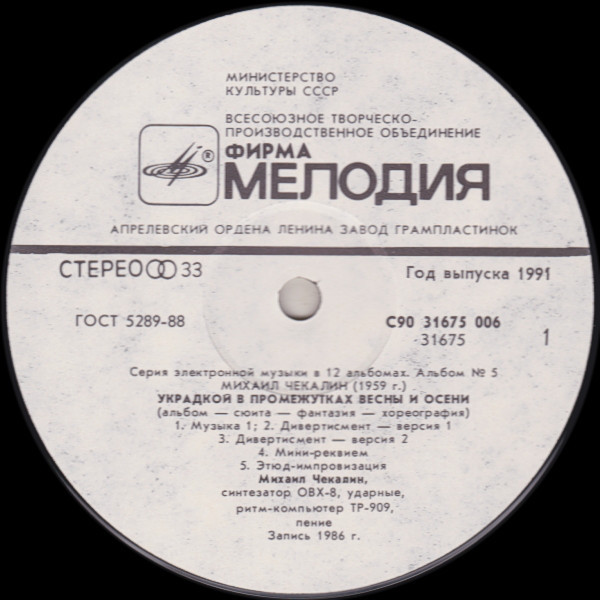 МИНИСТЕРСТВО
КУЛЬТУРЫ СССР
ВСЕСОЮЗНОЕ ТВОРЧЕСКО-
ПРОИЗВОДСТВЕННОЕ ОБЪЕДИНЕНИЕ
®
ФИРМА
МЕЛОДИЯ
АПРЕЛЕВСКИЙ ОРДЕНА ЛЕНИНА ЗАВОД ГРАМПЛАСТИНОК
СТЕРЕО 33
Год выпуска 1991
ГОСТ 5289-88
С90 31675 006
31675
1
Серия электронной музыки в 12 альбомах. Альбом № 5
МИХАИЛ ЧЕКАЛИН (1959 г.)
УКРАДКОЙ В ПРОМЕЖУТКАХ ВЕСНЫ И ОСЕНИ
(альбом — сюита — фантазия — хореография)
1. Музыка 1; 2. Дивертисмент — версия 1
3. Дивертисмент — версия 2
4. Мини-реквием
5. Этюд-импровизация
Михаил Чекалин,
синтезатор ОВХ-8, ударные,
ритм-компьютер ТР-909,
пение
Запись 1986 г.